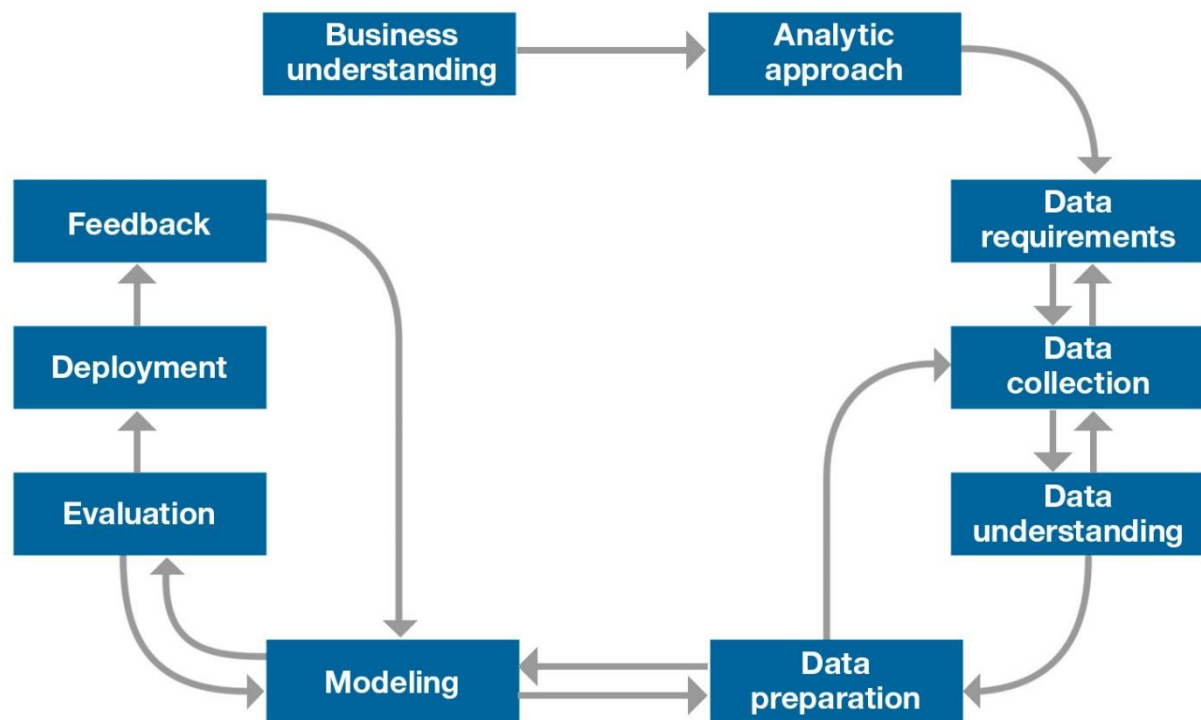 Business
understanding
Analytic
approach
Data
requirements
Data
collection
Data
understanding
Data
preparation
Modeling
Evaluation
Deployment
Feedback